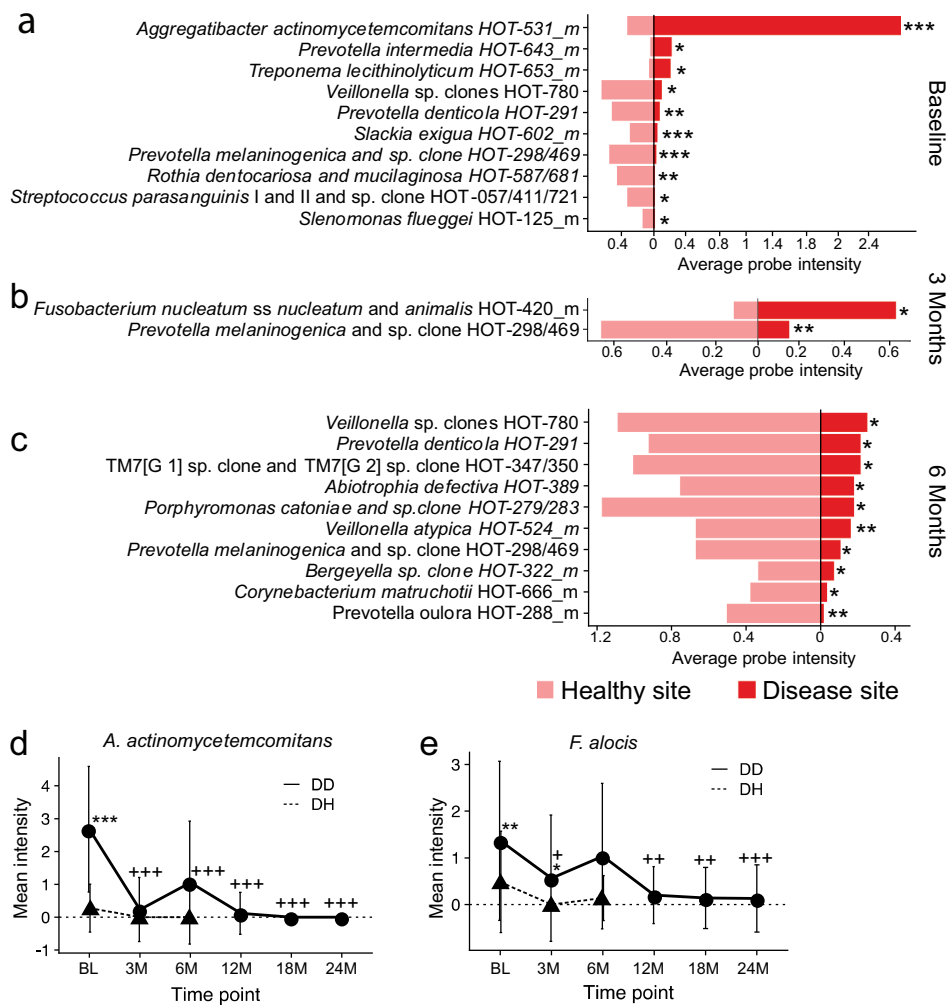 a
Aggregatibacter actinomycetemcomitans HOT-531_m
***
Prevotella intermedia HOT-643_m
*
Treponema lecithinolyticum HOT-653_m
*
Veillonella sp. clones HOT-780
*
Prevotella denticola HOT-291
**
Slackia exigua HOT-602_m
***
Prevotella melaninogenica and sp. clone HOT-298/469
***
Rothia dentocariosa and mucilaginosa HOT-587/681
**
Streptococcus parasanguinis I and II and sp. clone HOT-057/411/721
*
Slenomonas flueggei HOT-125_m
*
0.4 0 0.4 0.8 1 1.2 1.4 1.8 2 2.4
Average probe intensity
Baseline
b
Fusobacterium nucleatum ss nucleatum and animalis HOT-420_m
*
Prevotella melaninogenica and sp. clone HOT-298/469
**
0.6 0.4 0.2 0 0.2 0.4 0.6
Average probe intensity
3 Months
c
Veillonella sp. clones HOT-780
*
Prevotella denticola HOT-291
*
TM7[G 1] sp. clone and TM7[G 2] sp. clone HOT-347/350
*
Abiotrophia defectiva HOT-389
*
Porphyromonas catoniae and sp.clone HOT-279/283
*
Veillonella atypica HOT-524_m
**
Prevotella melaninogenica and sp. clone HOT-298/469
*
Bergeyella sp. clone HOT-322_m
*
Corynebacterium matruchotii HOT-666_m
*
Prevotella oulora HOT-288_m
**
1.2 0.8 0.4 0 0.4
Average probe intensity
6 Months
Healthy site
Disease site
d
A. actinomycetemcomitans
Mean intensity
4
3
2
1
0
-1
DD
DH
***
+++
+++
+++
+++
+++
BL 3M 6M 12M 18M 24M
Time point
e
F. alocis
Mean intensity
3
2
1
0
DD
DH
**
+
*
++
++
+++
BL 3M 6M 12M 18M 24M
Time point